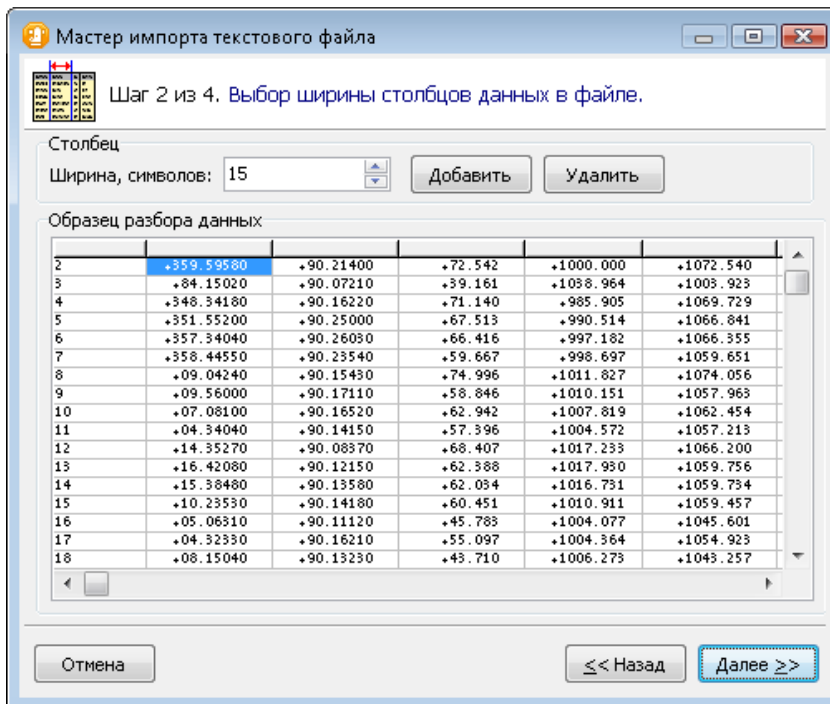 Мастер импорта текстового файла
Шаг 2 из 4. Выбор ширины столбцов данных в файле.
Столбец
Ширина, символов: 15 Добавить Удалить
Образец разбора данных
2 +359.59580 +90.21400 +72.542 +1000.000 +1072.540
3 +84.15020 +90.07210 +39.161 +1038.964 +1003.923
4 +348.34180 +90.16220 +71.140 +985.905 +1069.729
5 +351.55200 +90.25000 +67.513 +990.514 +1066.841
6 +357.34040 +90.26030 +66.416 +997.182 +1066.355
7 +358.44550 +90.23540 +59.667 +998.697 +1059.651
8 +09.04240 +90.15430 +74.996 +1011.827 +1074.056
9 +09.56000 +90.17110 +58.846 +1010.151 +1057.963
10 +07.08100 +90.16520 +62.942 +1007.819 +1062.454
11 +04.34040 +90.14150 +57.396 +1004.572 +1057.213
12 +14.35270 +90.08370 +68.407 +1017.233 +1066.200
13 +16.42080 +90.12150 +62.388 +1017.930 +1059.756
14 +15.38480 +90.13580 +62.034 +1016.731 +1059.734
15 +10.23530 +90.14180 +60.451 +1010.911 +1059.457
16 +05.06310 +90.11120 +45.783 +1004.077 +1045.601
17 +04.32330 +90.16210 +55.097 +1004.364 +1054.923
18 +08.15040 +90.13230 +43.710 +1006.273 +1043.257
Отмена << Назад Далее >>